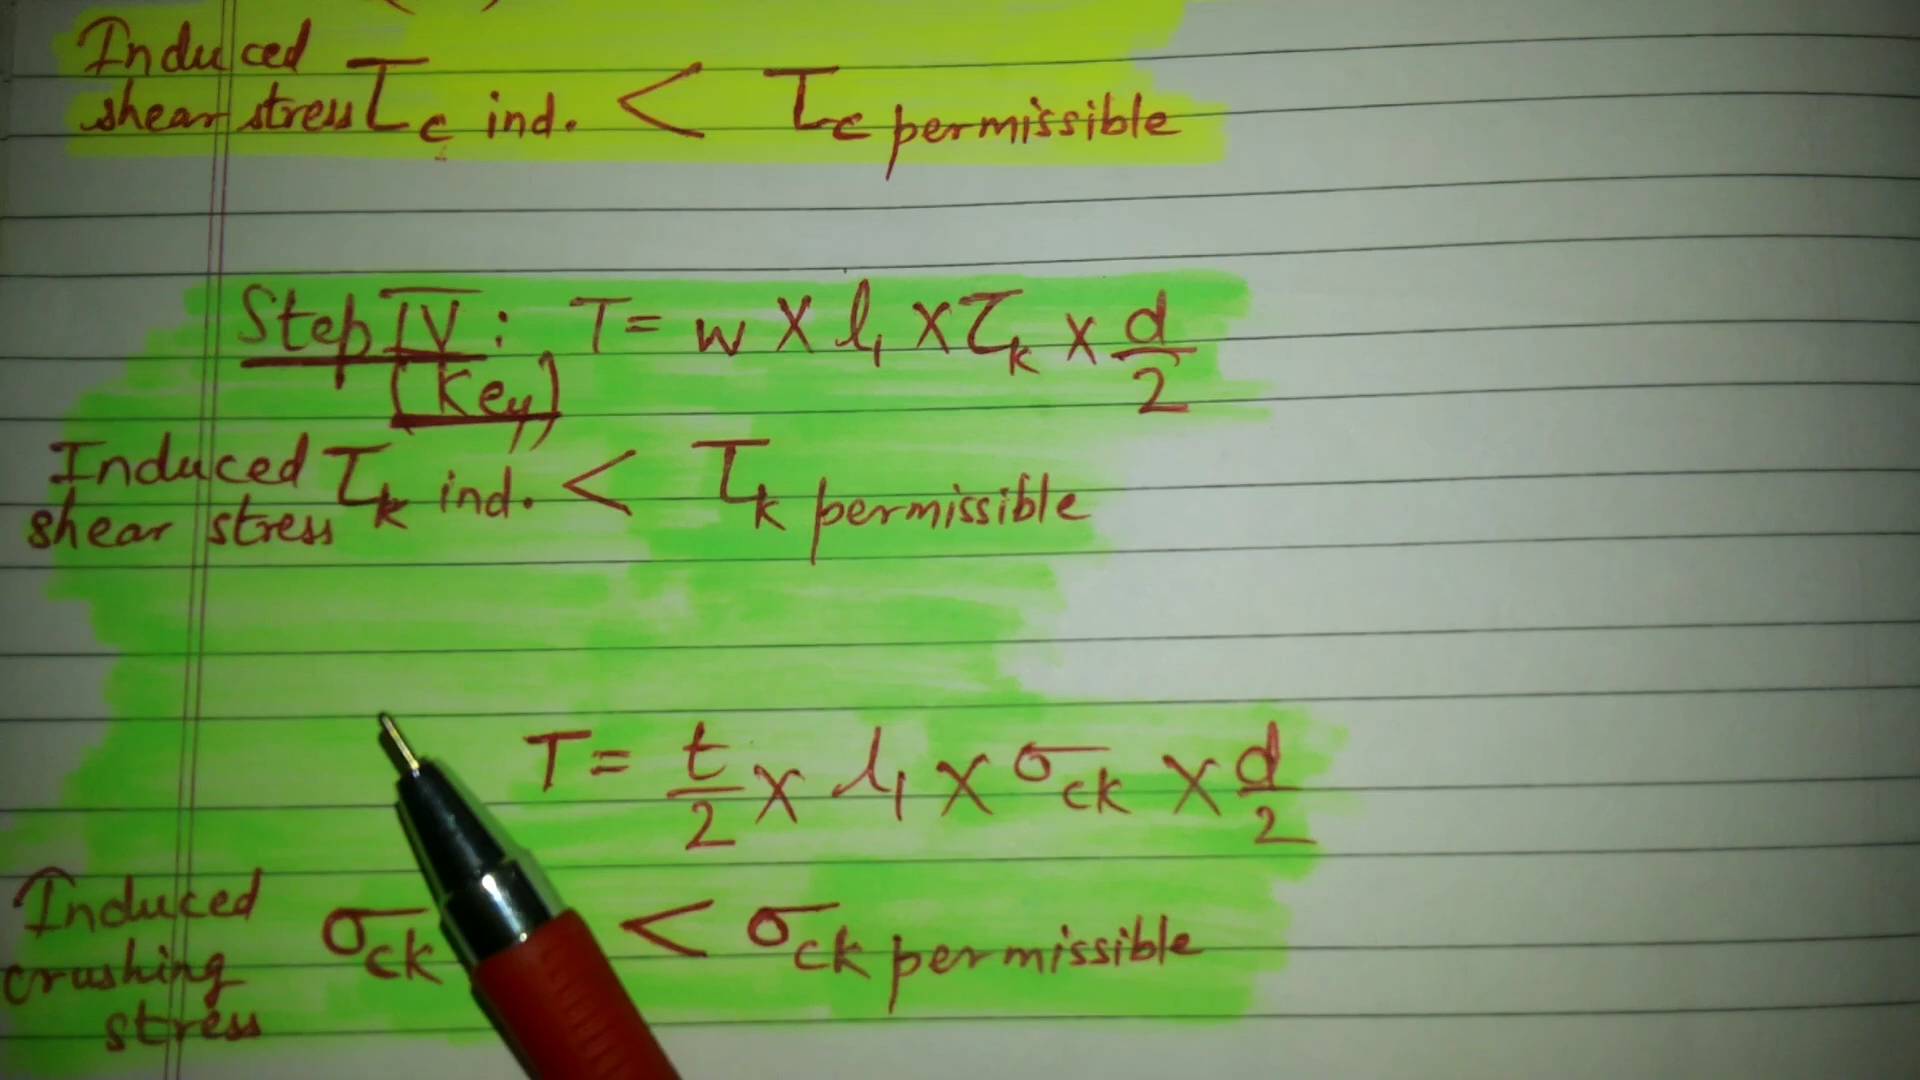 Induced
shear stress τc ind. < τc permissible
Step IV : T = w X l1 X τk X d/2
(Key)
Induced τk ind. < τk permissible
shear stress
T = t/2 X l1 X σck X d/2
Induced
crushing σck < σck permissible
stress